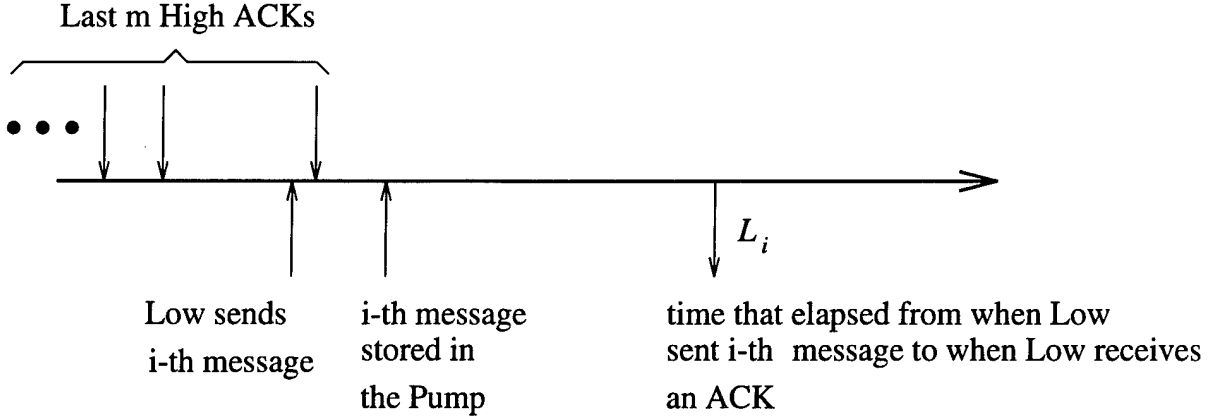 Last m High ACKs
L_i
Low sends
i-th message
i-th message
stored in
the Pump
time that elapsed from when Low
sent i-th message to when Low receives
an ACK